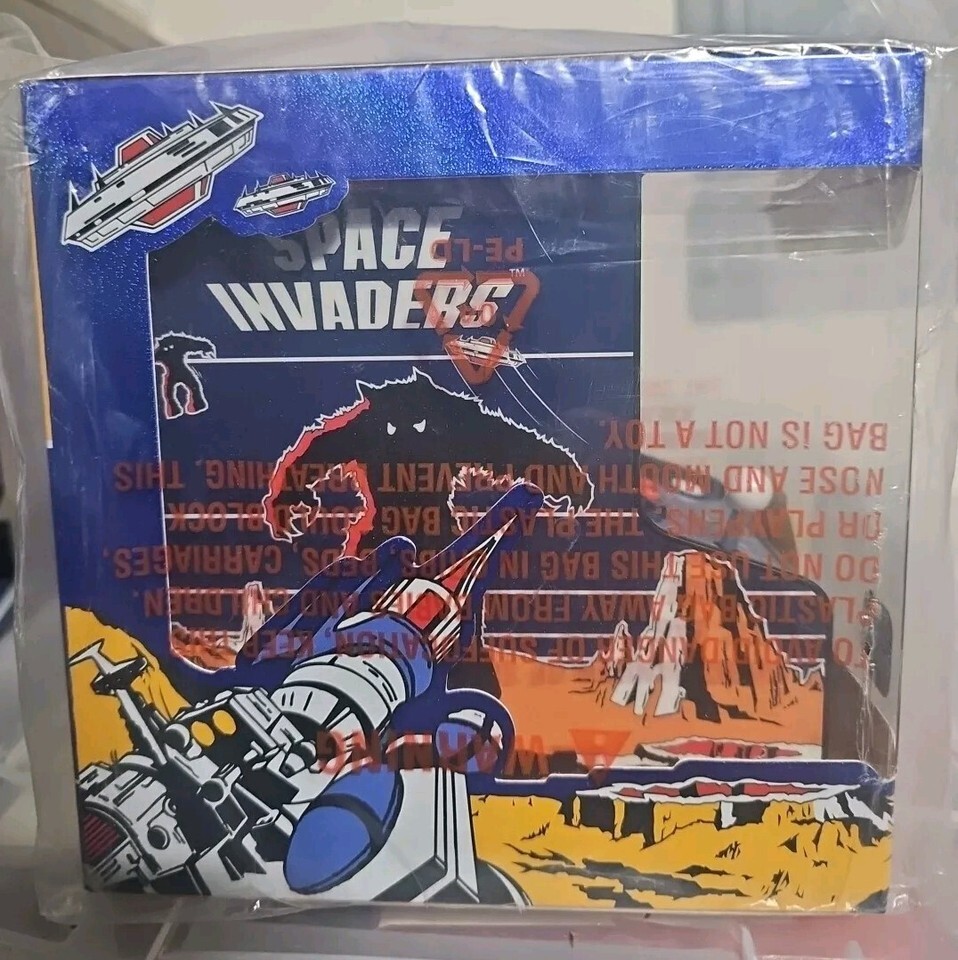 SPACE
INVADERS™
PE-LD
OR
⚠ WARNING
TO AVOID DANGER OF SUFFOCATION, KEEP THIS
PLASTIC BAG AWAY FROM BABIES AND CHILDREN.
DO NOT USE THIS BAG IN CRIBS, BEDS, CARRIAGES,
OR PLAYPENS, THE PLASTIC BAG COULD BLOCK
NOSE AND MOUTH AND PREVENT BREATHING, THIS
BAG iS NOT A TOY.